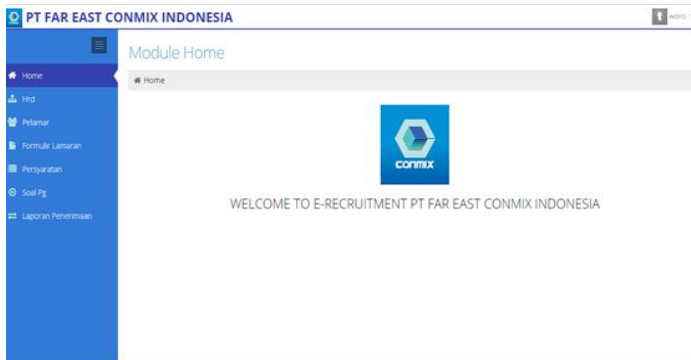 PT FAR EAST CONMIX INDONESIA
Module Home
Home
Home
Hrd
Pelamar
Formulir Lamaran
Persyaratan
Soal Pg
Laporan Penerimaan
conmix
WELCOME TO E-RECRUITMENT PT FAR EAST CONMIX INDONESIA